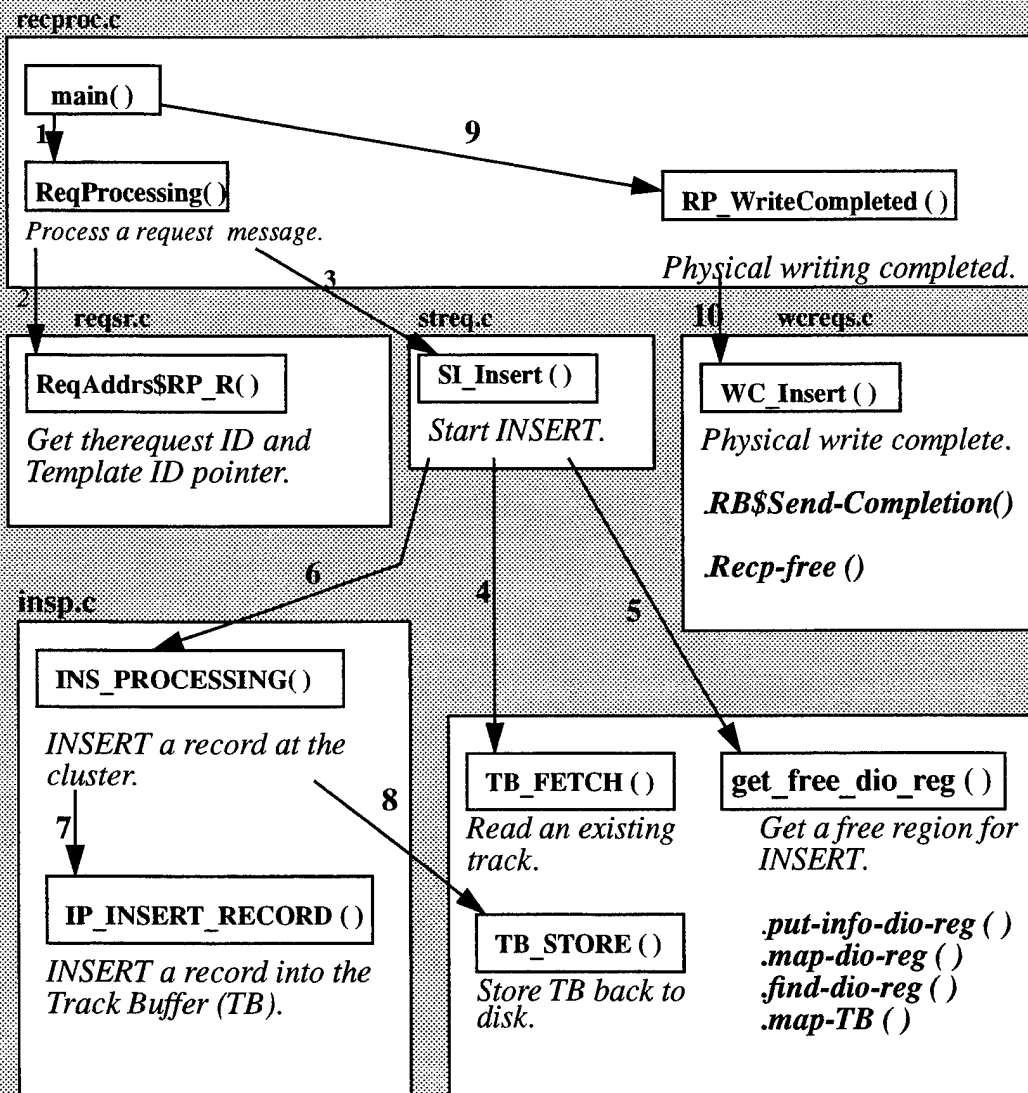 recproc.c
main( )
1
9
ReqProcessing( )
RP_WriteCompleted ( )
Process a request message.
Physical writing completed.
2
3
10
reqsr.c
streq.c
wcreqs.c
ReqAddrs$RP_R( )
SI_Insert ( )
WC_Insert ( )
Get therequest ID and
Template ID pointer.
Start INSERT.
Physical write complete.
.RB$Send-Completion()
.Recp-free ()
6
4
5
insp.c
INS_PROCESSING( )
INSERT a record at the
cluster.
7
8
TB_FETCH ( )
get_free_dio_reg ( )
Read an existing
track.
Get a free region for
INSERT.
IP_INSERT_RECORD ( )
INSERT a record into the
Track Buffer (TB).
TB_STORE ( )
Store TB back to
disk.
.put-info-dio-reg ( )
.map-dio-reg ( )
.find-dio-reg ( )
.map-TB ( )